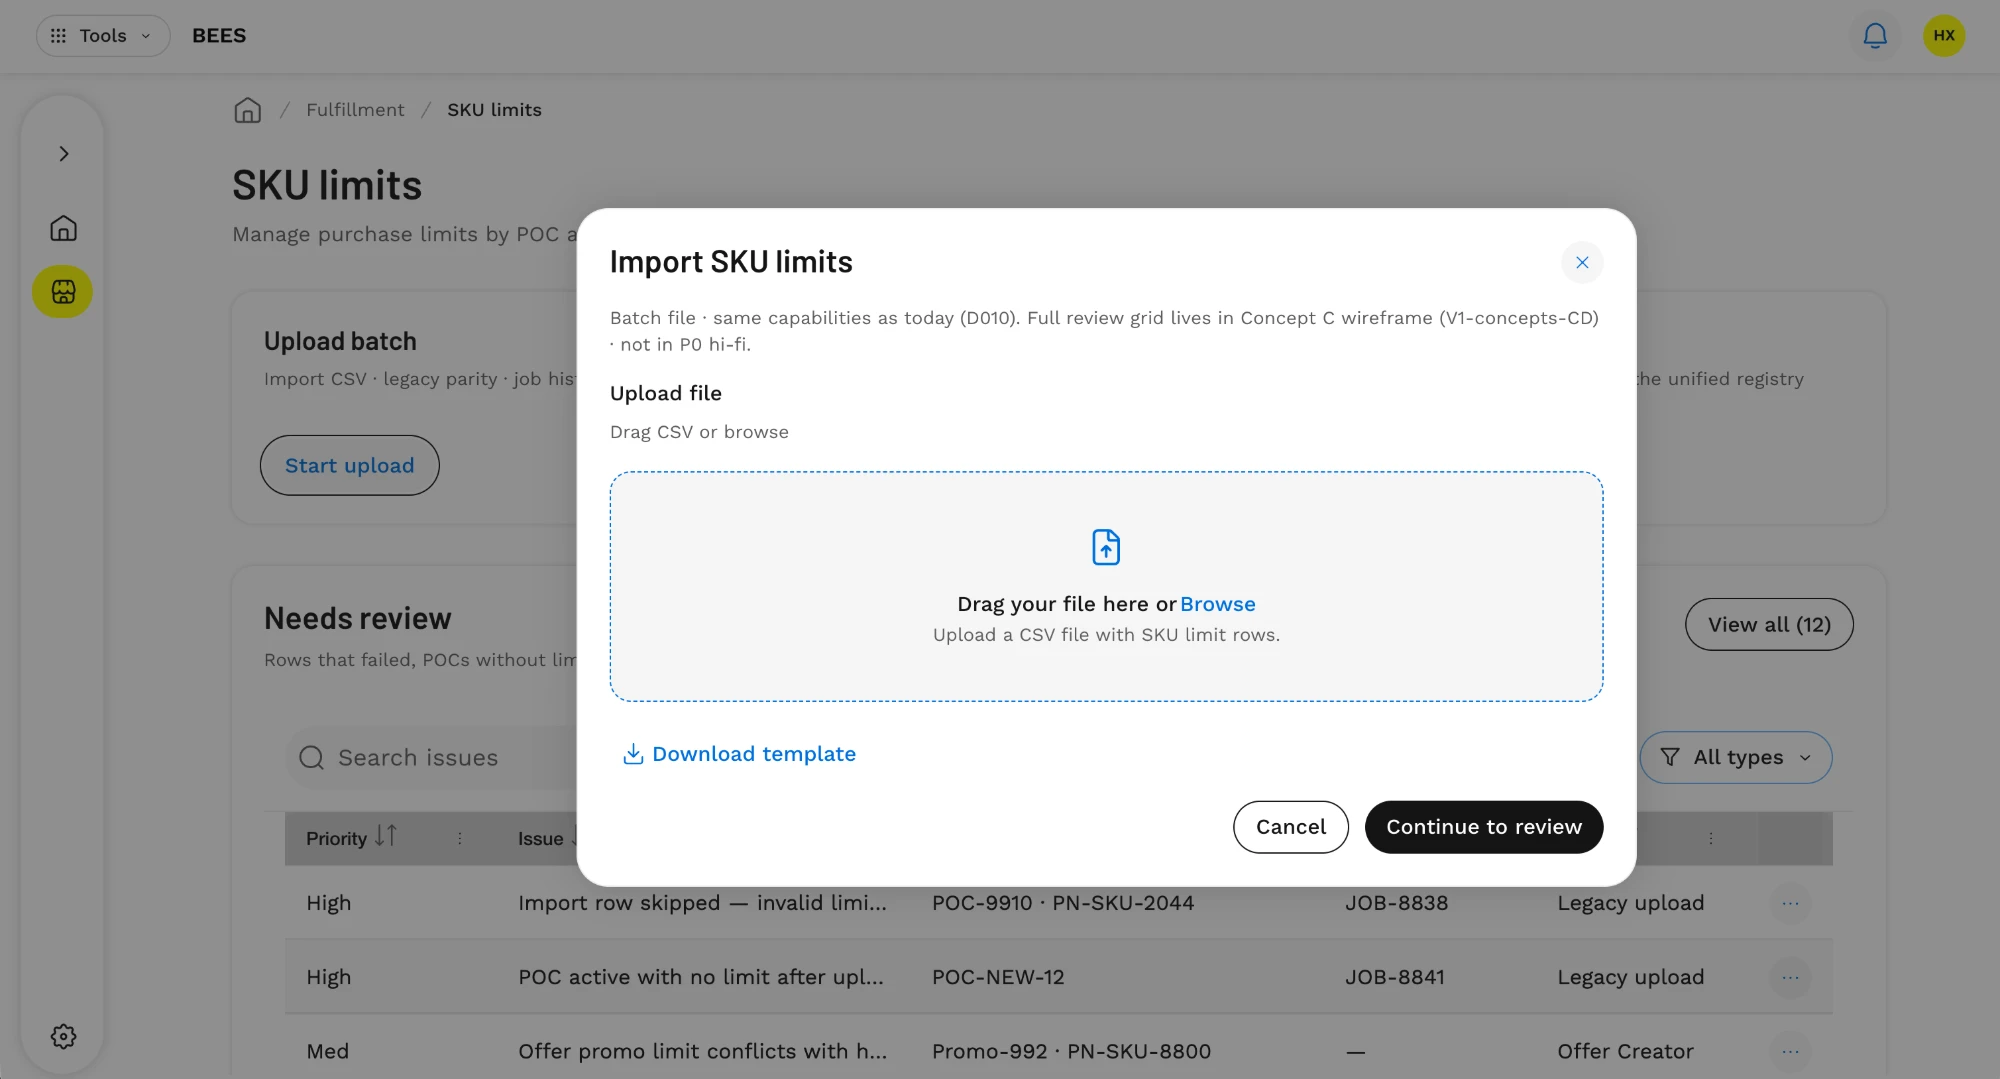 Tools
BEES
HX
/ Fulfillment / SKU limits
SKU limits
Manage purchase limits by POC a
Upload batch
Import CSV · legacy parity · job his
the unified registry
Start upload
Needs review
Rows that failed, POCs without lim
View all (12)
Search issues
All types
Priority
Issue
High
Import row skipped — invalid limi...
POC-9910 · PN-SKU-2044
JOB-8838
Legacy upload
High
POC active with no limit after upl...
POC-NEW-12
JOB-8841
Legacy upload
Med
Offer promo limit conflicts with h...
Promo-992 · PN-SKU-8800
—
Offer Creator
Import SKU limits
Batch file · same capabilities as today (D010). Full review grid lives in Concept C wireframe (V1-concepts-CD)
· not in P0 hi-fi.
Upload file
Drag CSV or browse
Drag your file here or Browse
Upload a CSV file with SKU limit rows.
Download template
Cancel
Continue to review